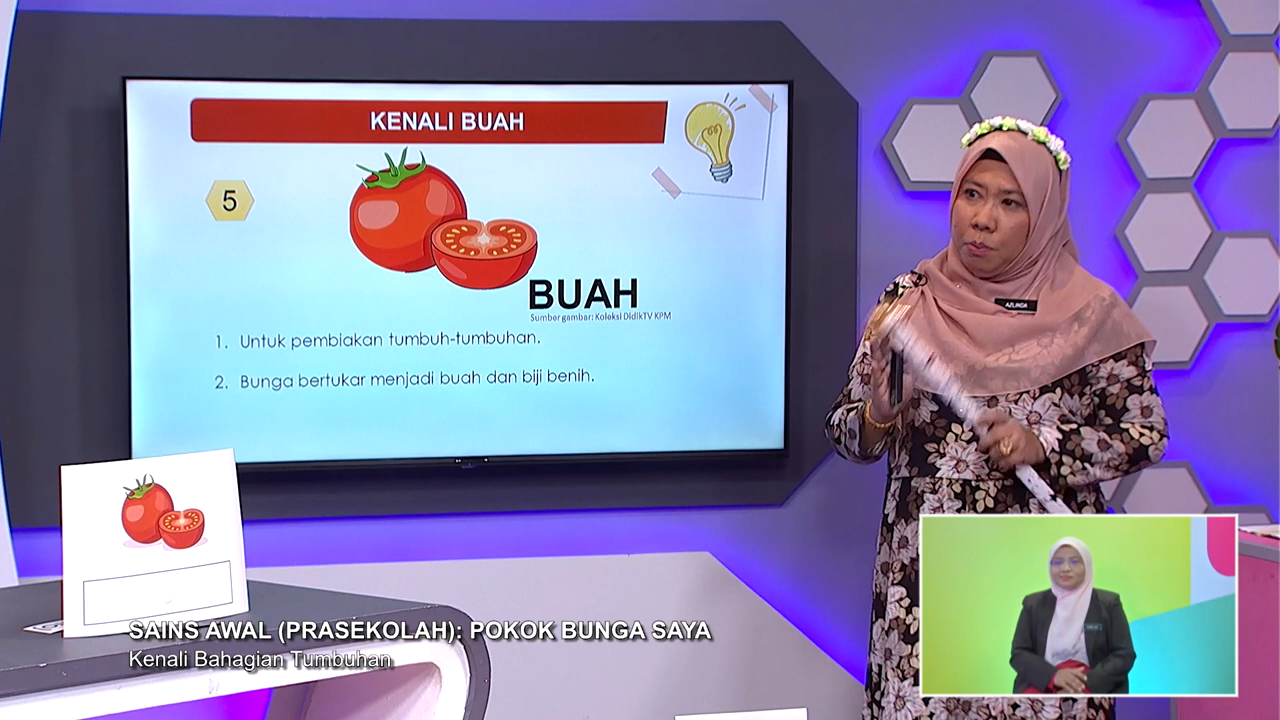 KENALI BUAH
5
BUAH
Sumber gambar: Koleksi DidikTV KPM
1. Untuk pembiakan tumbuh-tumbuhan.
2. Bunga bertukar menjadi buah dan biji benih.
AZLINDA
SAINS AWAL (PRASEKOLAH): POKOK BUNGA SAYA
Kenali Bahagian Tumbuhan